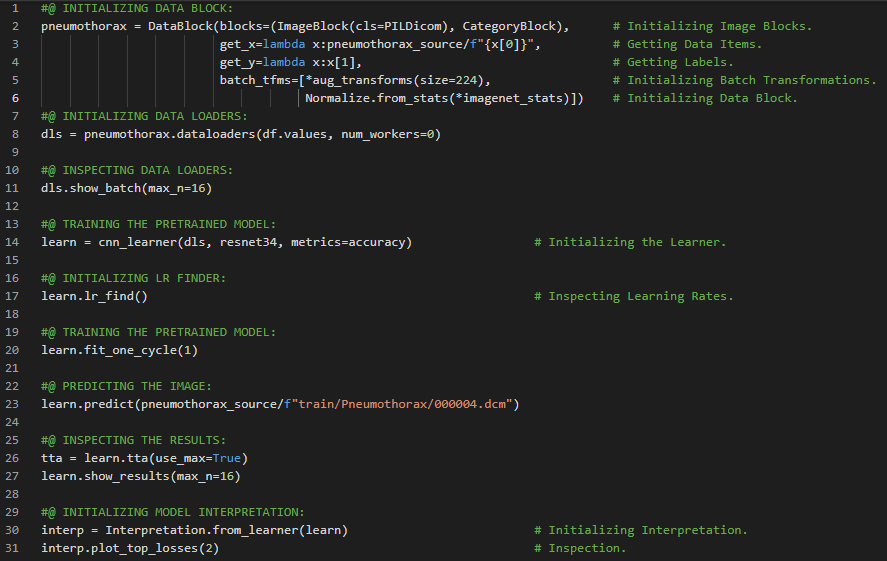 1 #@ INITIALIZING DATA BLOCK:
2 pneumothorax = DataBlock(blocks=(ImageBlock(cls=PILDicom), CategoryBlock), # Initializing Image Blocks.
3 get_x=lambda x:pneumothorax_source/f"{x[0]}", # Getting Data Items.
4 get_y=lambda x:x[1], # Getting Labels.
5 batch_tfms=[*aug_transforms(size=224), # Initializing Batch Transformations.
6 Normalize.from_stats(*imagenet_stats)]) # Initializing Data Block.
7 #@ INITIALIZING DATA LOADERS:
8 dls = pneumothorax.dataloaders(df.values, num_workers=0)
9
10 #@ INSPECTING DATA LOADERS:
11 dls.show_batch(max_n=16)
12
13 #@ TRAINING THE PRETRAINED MODEL:
14 learn = cnn_learner(dls, resnet34, metrics=accuracy) # Initializing the Learner.
15
16 #@ INITIALIZING LR FINDER:
17 learn.lr_find() # Inspecting Learning Rates.
18
19 #@ TRAINING THE PRETRAINED MODEL:
20 learn.fit_one_cycle(1)
21
22 #@ PREDICTING THE IMAGE:
23 learn.predict(pneumothorax_source/f"train/Pneumothorax/000004.dcm")
24
25 #@ INSPECTING THE RESULTS:
26 tta = learn.tta(use_max=True)
27 learn.show_results(max_n=16)
28
29 #@ INITIALIZING MODEL INTERPRETATION:
30 interp = Interpretation.from_learner(learn) # Initializing Interpretation.
31 interp.plot_top_losses(2) # Inspection.